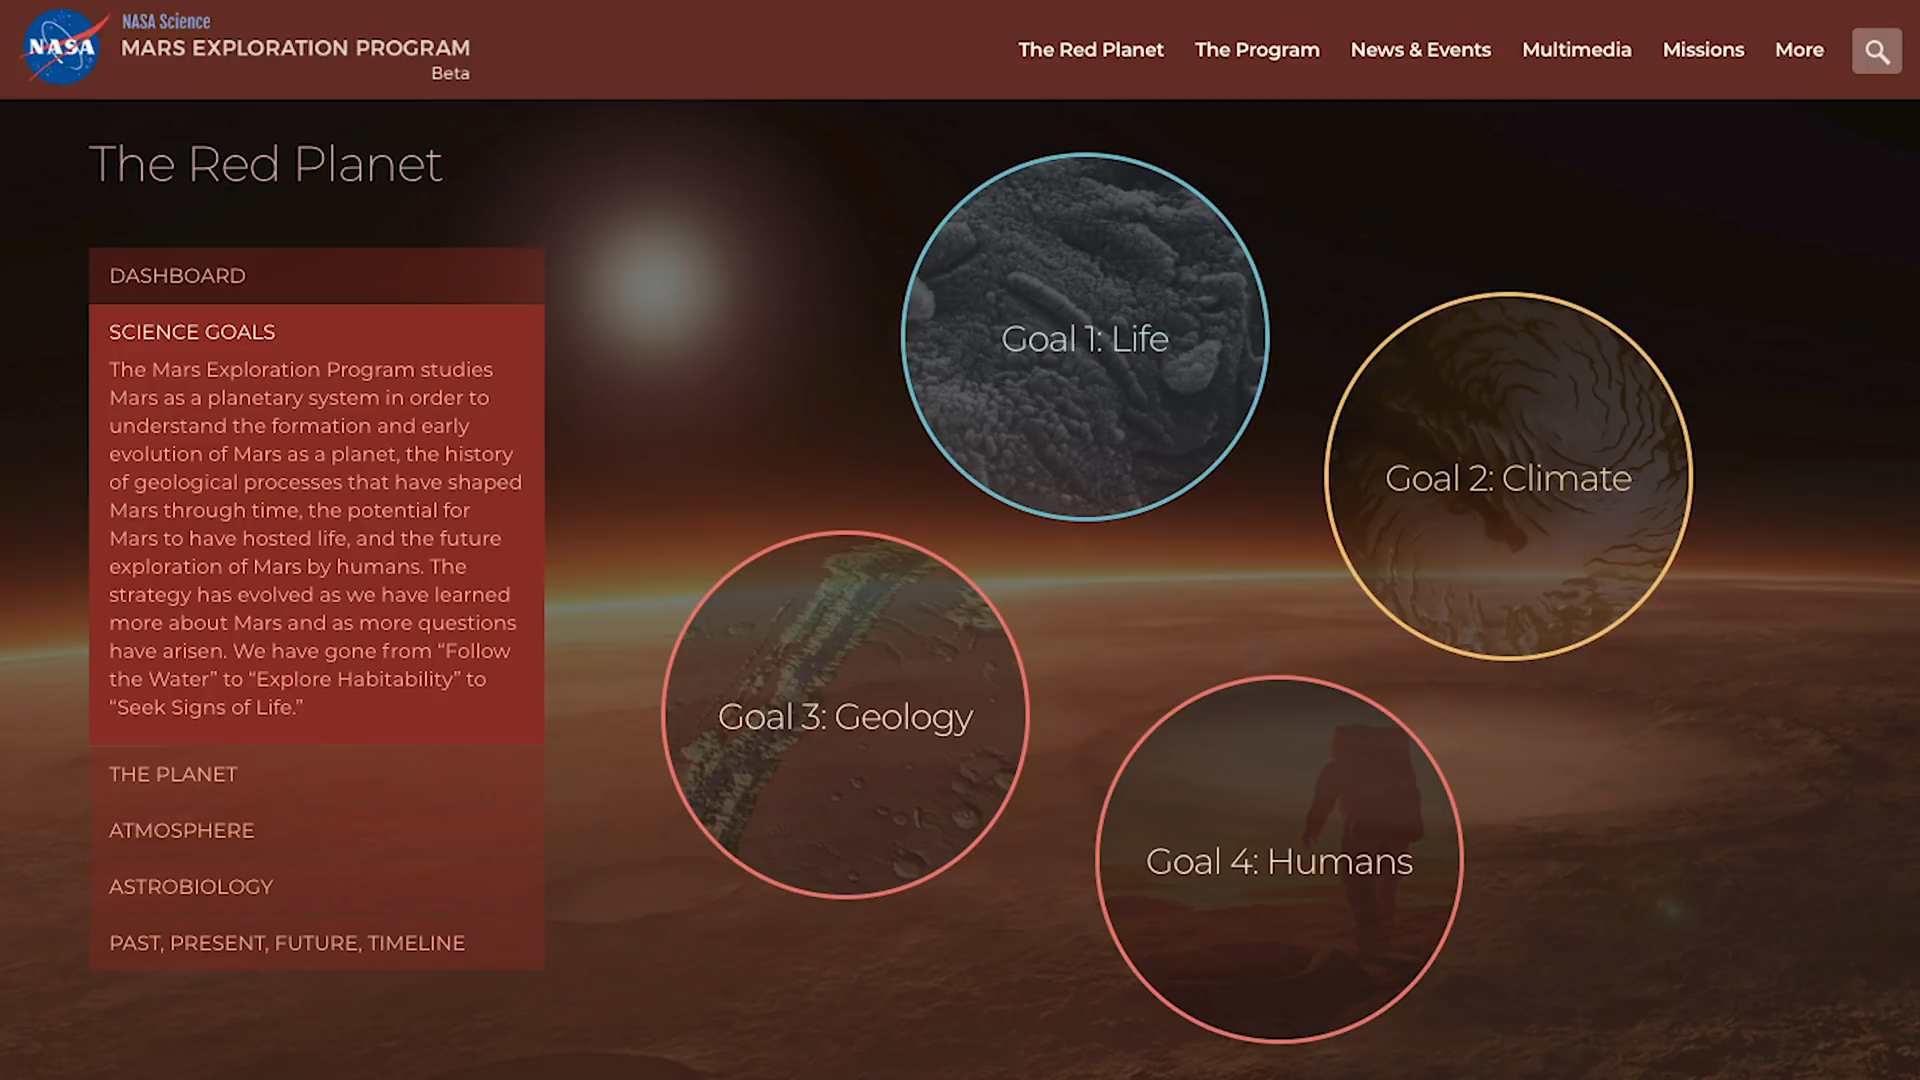 NASA
NASA Science
MARS EXPLORATION PROGRAM
Beta
The Red Planet
The Program
News & Events
Multimedia
Missions
More
The Red Planet
DASHBOARD
SCIENCE GOALS
The Mars Exploration Program studies
Mars as a planetary system in order to
understand the formation and early
evolution of Mars as a planet, the history
of geological processes that have shaped
Mars through time, the potential for
Mars to have hosted life, and the future
exploration of Mars by humans. The
strategy has evolved as we have learned
more about Mars and as more questions
have arisen. We have gone from “Follow
the Water” to “Explore Habitability” to
“Seek Signs of Life.”
THE PLANET
ATMOSPHERE
ASTROBIOLOGY
PAST, PRESENT, FUTURE, TIMELINE
Goal 1: Life
Goal 2: Climate
Goal 3: Geology
Goal 4: Humans